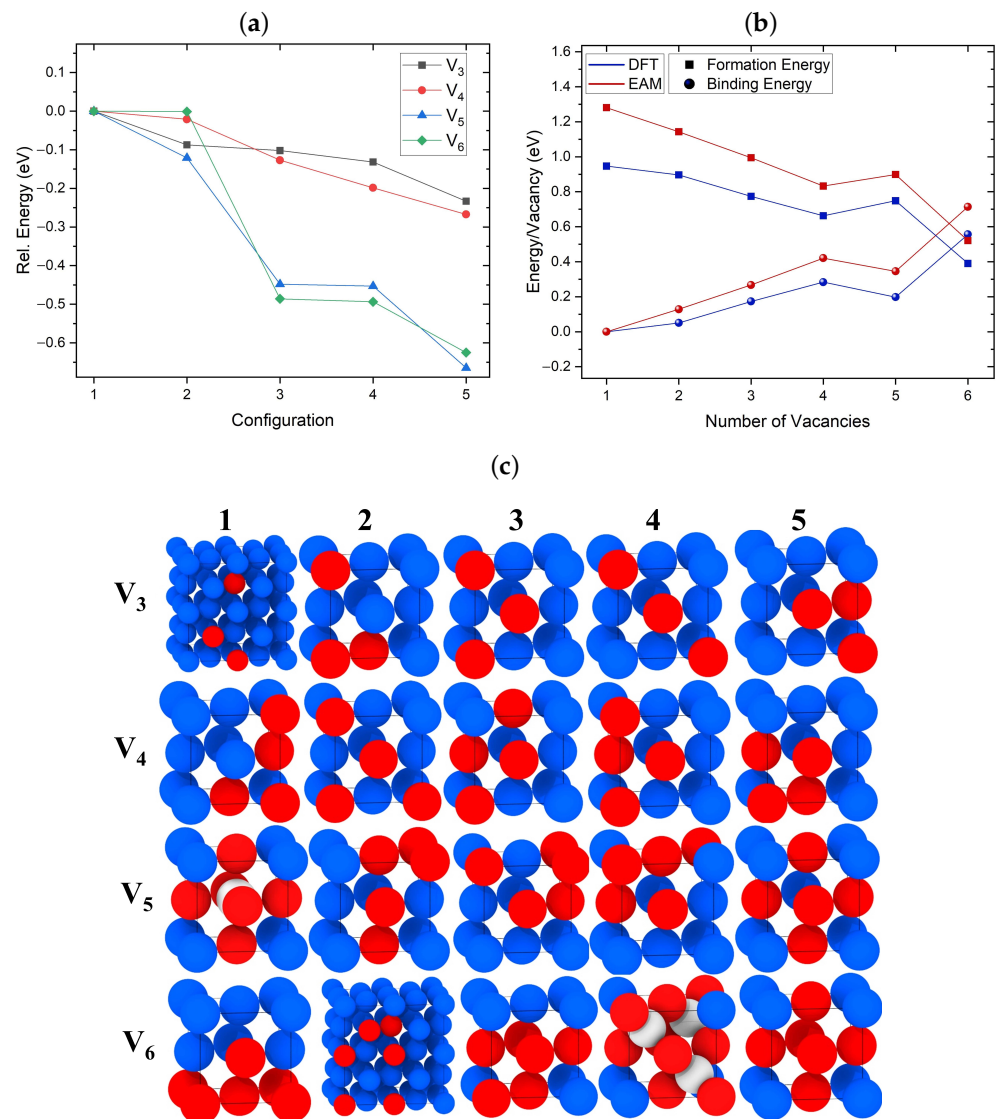 (a)
Rel. Energy (eV)
0.1
0.0
−0.1
−0.2
−0.3
−0.4
−0.5
−0.6
1 2 3 4 5
Configuration
V₃
V₄
V₅
V₆
(b)
Energy/Vacancy (eV)
1.6
1.4
1.2
1.0
0.8
0.6
0.4
0.2
0.0
−0.2
1 2 3 4 5 6
Number of Vacancies
DFT
EAM
Formation Energy
Binding Energy
(c)
1 2 3 4 5
V₃
V₄
V₅
V₆